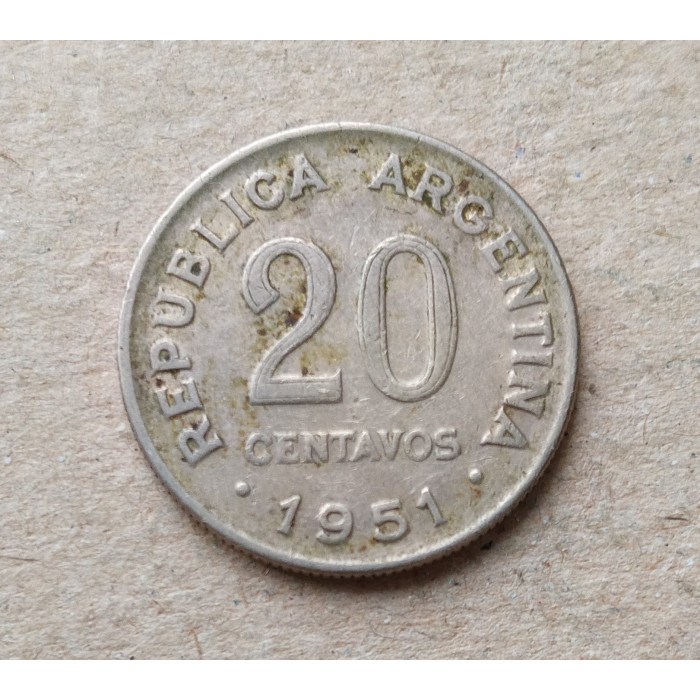 REPUBLICA ARGENTINA
20
CENTAVOS
· 1951 ·